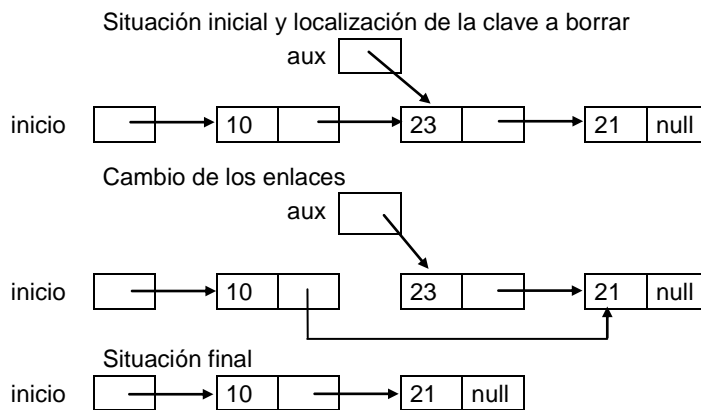 Situación inicial y localización de la clave a borrar
aux
inicio 10 23 21 null
Cambio de los enlaces
aux
inicio 10 23 21 null
Situación final
inicio 10 21 null